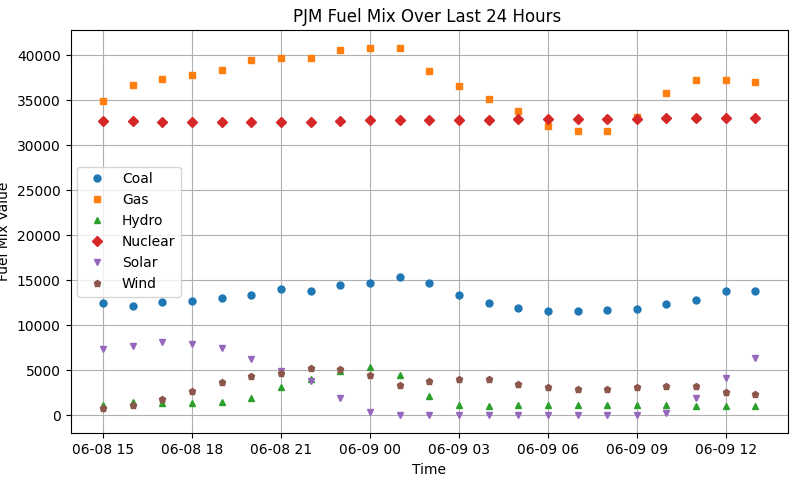 PJM Fuel Mix Over Last 24 Hours
40000
35000
30000
25000
20000
15000
10000
5000
0
Fuel Mix Value
Coal
Gas
Hydro
Nuclear
Solar
Wind
06-08 15 06-08 18 06-08 21 06-09 00 06-09 03 06-09 06 06-09 09 06-09 12
Time